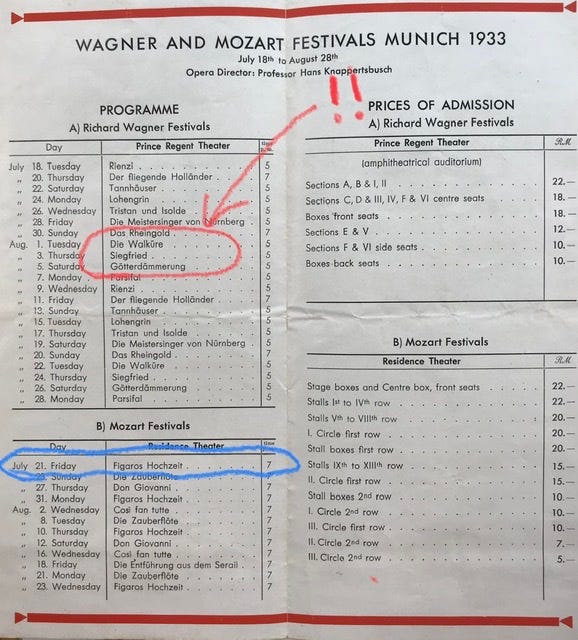 WAGNER AND MOZART FESTIVALS MUNICH 1933
July 18th to August 28th
Opera Director: Professor Hans Knappertsbusch
!!
PROGRAMME
A) Richard Wagner Festivals
Day Prince Regent Theater time p. m.
July 18. Tuesday Rienzi 5
„ 20. Thursday Der fliegende Holländer 7
„ 22. Saturday Tannhäuser 5
„ 24. Monday Lohengrin 5
„ 26. Wednesday Tristan und Isolde 5
„ 28. Friday Die Meistersinger von Nürnberg 5
„ 30. Sunday Das Rheingold 7
Aug. 1. Tuesday Die Walküre 5
„ 3. Thursday Siegfried 5
„ 5. Saturday Götterdämmerung 5
„ 7. Monday Parsifal 5
„ 9. Wednesday Rienzi 5
„ 11. Friday Der fliegende Holländer 7
„ 13. Sunday Tannhäuser 5
„ 15. Tuesday Lohengrin 5
„ 17. Thursday Tristan und Isolde 5
„ 19. Saturday Die Meistersinger von Nürnberg 5
„ 20. Sunday Das Rheingold 7
„ 22. Tuesday Die Walküre 5
„ 24. Thursday Siegfried 5
„ 26. Saturday Götterdämmerung 5
„ 28. Monday Parsifal 5
B) Mozart Festivals
Day Residence Theater time p. m.
July 21. Friday Figaros Hochzeit 7
„ 23. Sunday Die Zauberflöte 7
„ 27. Thursday Don Giovanni 7
„ 31. Monday Figaros Hochzeit 7
Aug. 2. Wednesday Cosi fan tutte 7
„ 8. Tuesday Die Zauberflöte 7
„ 10. Thursday Figaros Hochzeit 7
„ 12. Saturday Don Giovanni 7
„ 16. Wednesday Cosi fan tutte 7
„ 18. Friday Die Entführung aus dem Serail 7
„ 21. Monday Die Zauberflöte 7
„ 23. Wednesday Figaros Hochzeit 7
PRICES OF ADMISSION
A) Richard Wagner Festivals
Prince Regent Theater RM.
(amphitheatrical auditorium)
Sections A, B & I, II 22.—
Sections C, D & III, IV, F & VI centre seats 18.—
Boxes front seats 18.—
Sections E & V 12.—
Sections F & VI side seats 10.—
Boxes back seats 10.—
B) Mozart Festivals
Residence Theater RM.
Stage boxes and Centre box, front seats 22.—
Stalls Ist to IVth row 22.—
Stalls Vth to VIIIth row 20.—
I. Circle first row 20.—
Stall boxes first row 20.—
Stalls IXth to XIIIth row 15.—
II. Circle first row 15.—
Stall boxes 2nd row 10.—
I. Circle 2nd row 10.—
III. Circle first row 10.—
II. Circle 2nd row 7.—
III. Circle 2nd row 5.—